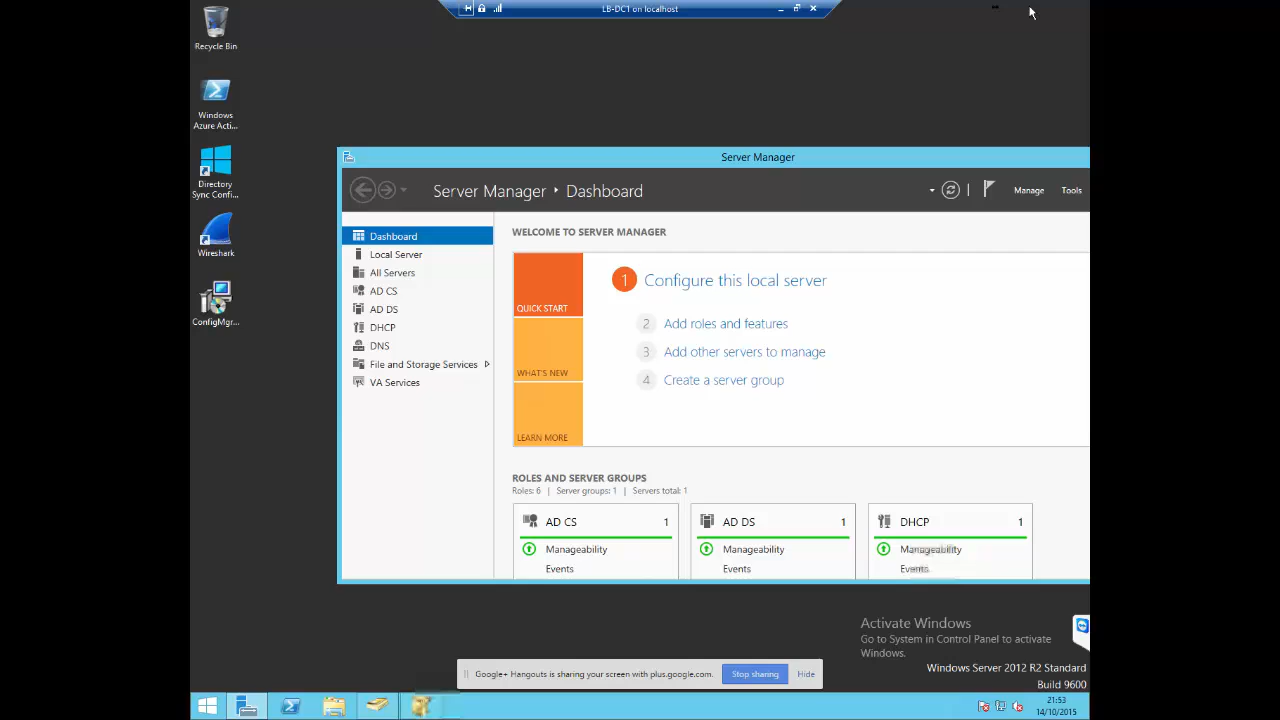 LB-DC1 on localhost
Recycle Bin
Windows
Azure Acti...
Directory
Sync Confi...
Wireshark
ConfigMgr...
Server Manager
Server Manager • Dashboard
Manage
Tools
Dashboard
Local Server
All Servers
AD CS
AD DS
DHCP
DNS
File and Storage Services
VA Services
WELCOME TO SERVER MANAGER
QUICK START
WHAT'S NEW
LEARN MORE
1 Configure this local server
2 Add roles and features
3 Add other servers to manage
4 Create a server group
ROLES AND SERVER GROUPS
Roles: 6 | Server groups: 1 | Servers total: 1
AD CS 1
Manageability
Events
AD DS 1
Manageability
Events
DHCP 1
Manageability
Events
Activate Windows
Go to System in Control Panel to activate
Windows.
Windows Server 2012 R2 Standard
Build 9600
Google+ Hangouts is sharing your screen with plus.google.com.
Stop sharing
Hide
21:53
14/10/2015